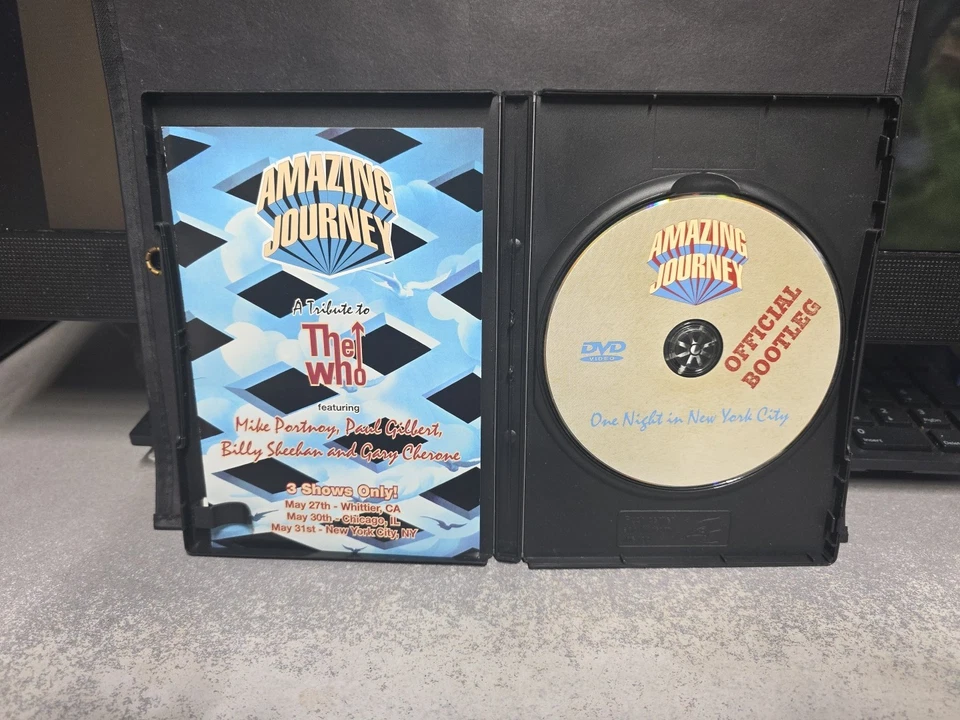 AMAZING
JOURNEY
A Tribute to
The
Who
featuring
Mike Portnoy, Paul Gilbert,
Billy Sheehan and Gary Cherone
3 Shows Only!
May 27th - Whittier, CA
May 30th - Chicago, IL
May 31st - New York City, NY
AMAZING
JOURNEY
OFFICIAL
BOOTLEG
DVD
VIDEO
One Night in New York City